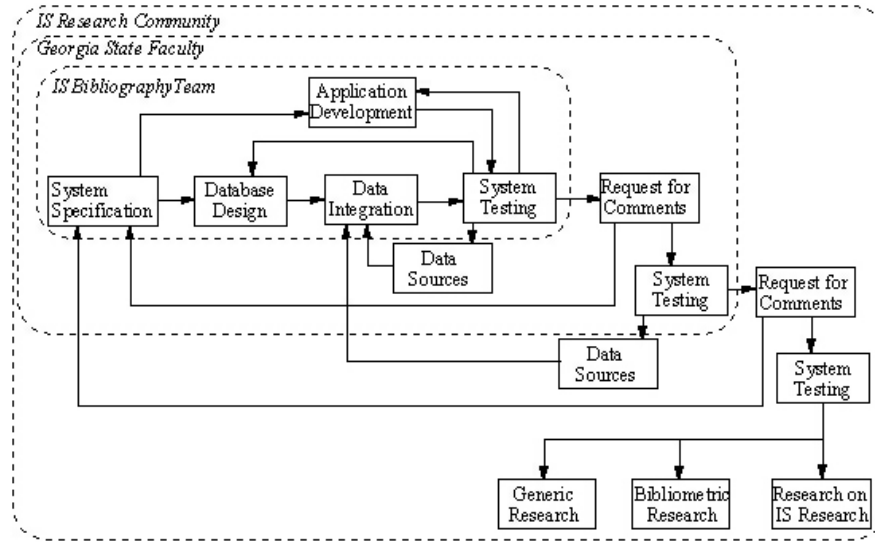 IS Research Community
Georgia State Faculty
IS Bibliography Team
Application
Development
System
Specification
Database
Design
Data
Integration
System
Testing
Request for
Comments
Data
Sources
System
Testing
Request for
Comments
Data
Sources
System
Testing
Generic
Research
Bibliometric
Research
Research on
IS Research